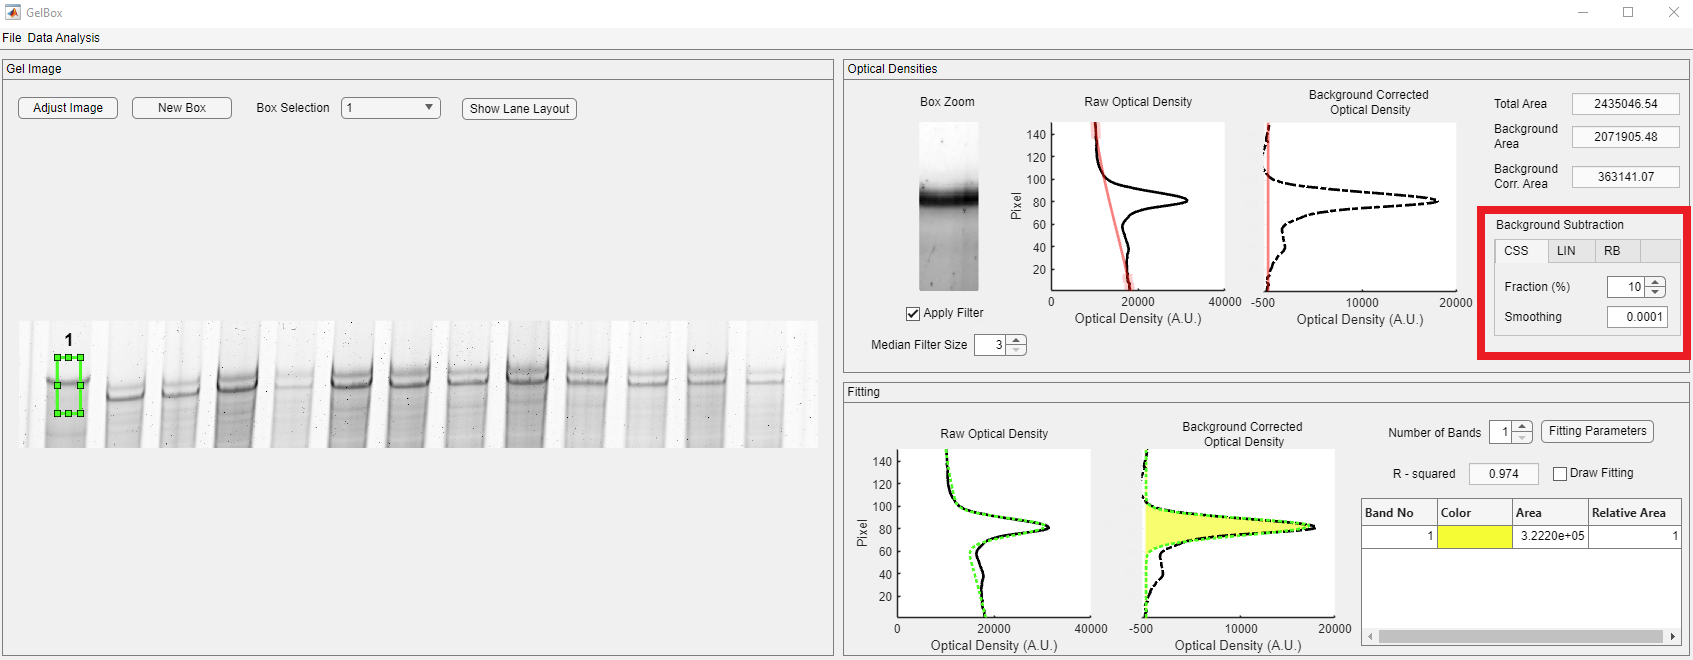 GelBox
File Data Analysis
Gel Image
Adjust Image
New Box
Box Selection
1
Show Lane Layout
1
Optical Densities
Box Zoom
Apply Filter
Median Filter Size
3
Raw Optical Density
Pixel
140
120
100
80
60
40
20
0
20000
40000
Optical Density (A.U.)
Background Corrected
Optical Density
-500
10000
20000
Optical Density (A.U.)
Total Area
2435046.54
Background
Area
2071905.48
Background
Corr. Area
363141.07
Background Subtraction
CSS
LIN
RB
Fraction (%)
10
Smoothing
0.0001
Fitting
Raw Optical Density
Pixel
140
120
100
80
60
40
20
0
20000
40000
Optical Density (A.U.)
Background Corrected
Optical Density
-500
10000
20000
Optical Density (A.U.)
Number of Bands
1
Fitting Parameters
R - squared
0.974
Draw Fitting
Band No Color Area Relative Area
1 3.2220e+05 1